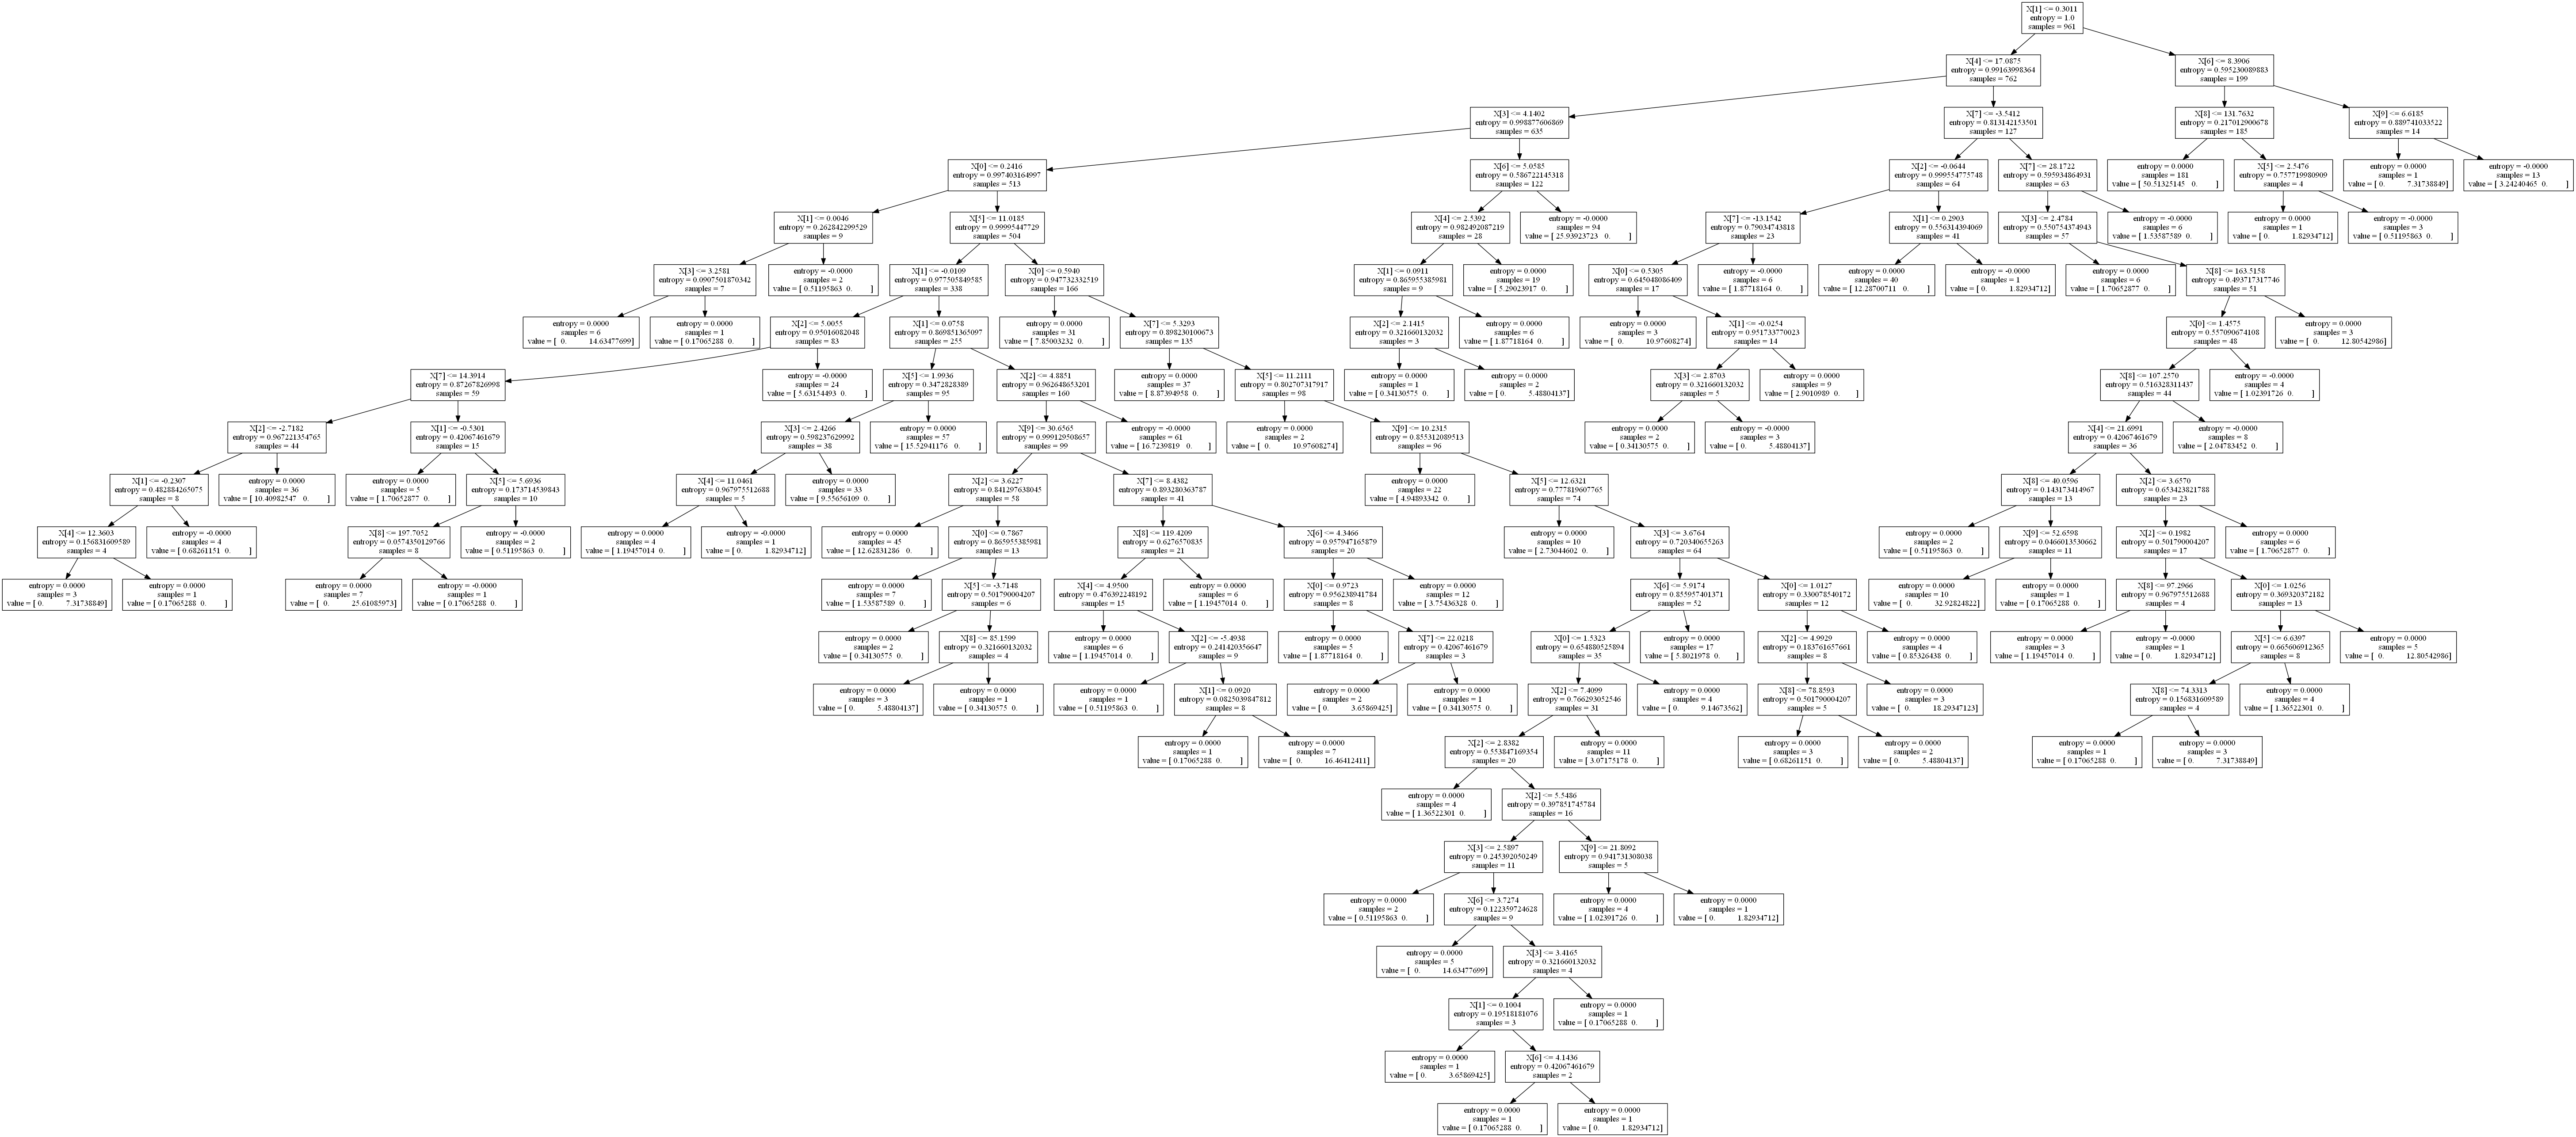 X[1] <= 0.3011
entropy = 1.0
samples = 961
X[4] <= 17.0875
entropy = 0.99163998364
samples = 762
X[6] <= 8.3906
entropy = 0.595230089883
samples = 199
X[3] <= 4.1402
entropy = 0.998877606869
samples = 635
X[7] <= -3.5412
entropy = 0.813142153501
samples = 127
X[8] <= 131.7632
entropy = 0.217012900678
samples = 185
X[9] <= 6.6185
entropy = 0.889741033522
samples = 14
X[0] <= 0.2416
entropy = 0.997403164997
samples = 513
X[6] <= 5.0585
entropy = 0.586722145318
samples = 122
X[2] <= -0.0644
entropy = 0.999554775748
samples = 64
X[7] <= 28.1722
entropy = 0.595934864931
samples = 63
entropy = 0.0000
samples = 181
value = [ 50.51325145 0. ]
X[5] <= 2.5476
entropy = 0.757719980909
samples = 4
entropy = 0.0000
samples = 1
value = [ 0. 7.31738849]
entropy = -0.0000
samples = 13
value = [ 3.24240465 0. ]
X[1] <= 0.0046
entropy = 0.262842299529
samples = 9
X[5] <= 11.0185
entropy = 0.99995447729
samples = 504
X[4] <= 2.5392
entropy = 0.982492087219
samples = 28
entropy = -0.0000
samples = 94
value = [ 25.93923723 0. ]
X[7] <= -13.1542
entropy = 0.79034743818
samples = 23
X[1] <= 0.2903
entropy = 0.556314394069
samples = 41
X[3] <= 2.4784
entropy = 0.550754374943
samples = 57
entropy = -0.0000
samples = 6
value = [ 1.53587589 0. ]
entropy = 0.0000
samples = 1
value = [ 0. 1.82934712]
entropy = -0.0000
samples = 3
value = [ 0.51195863 0. ]
X[3] <= 3.2581
entropy = 0.0907501870342
samples = 7
entropy = -0.0000
samples = 2
value = [ 0.51195863 0. ]
X[1] <= -0.0109
entropy = 0.977505849585
samples = 338
X[0] <= 0.5940
entropy = 0.947732332519
samples = 166
X[1] <= 0.0911
entropy = 0.865955385981
samples = 9
entropy = 0.0000
samples = 19
value = [ 5.29023917 0. ]
X[0] <= 0.5305
entropy = 0.645048086409
samples = 17
entropy = -0.0000
samples = 6
value = [ 1.87718164 0. ]
entropy = 0.0000
samples = 40
value = [ 12.28700711 0. ]
entropy = -0.0000
samples = 1
value = [ 0. 1.82934712]
entropy = 0.0000
samples = 6
value = [ 1.70652877 0. ]
X[8] <= 163.5158
entropy = 0.493717317746
samples = 51
entropy = 0.0000
samples = 6
value = [ 0. 14.63477699]
entropy = 0.0000
samples = 1
value = [ 0.17065288 0. ]
X[2] <= 5.0055
entropy = 0.95016082048
samples = 83
X[1] <= 0.0758
entropy = 0.869851365097
samples = 255
entropy = 0.0000
samples = 31
value = [ 7.85003232 0. ]
X[7] <= 5.3293
entropy = 0.898230100673
samples = 135
X[2] <= 2.1415
entropy = 0.321660132032
samples = 3
entropy = 0.0000
samples = 6
value = [ 1.87718164 0. ]
entropy = 0.0000
samples = 3
value = [ 0. 10.97608274]
X[1] <= -0.0254
entropy = 0.951733770023
samples = 14
X[0] <= 1.4575
entropy = 0.557090674108
samples = 48
entropy = 0.0000
samples = 3
value = [ 0. 12.80542986]
X[7] <= 14.3914
entropy = 0.87267826998
samples = 59
entropy = -0.0000
samples = 24
value = [ 5.63154493 0. ]
X[5] <= 1.9936
entropy = 0.3472828389
samples = 95
X[2] <= 4.8851
entropy = 0.962648653201
samples = 160
entropy = 0.0000
samples = 37
value = [ 8.87394958 0. ]
X[5] <= 11.2111
entropy = 0.802707317917
samples = 98
entropy = 0.0000
samples = 1
value = [ 0.34130575 0. ]
entropy = 0.0000
samples = 2
value = [ 0. 5.48804137]
X[3] <= 2.8703
entropy = 0.321660132032
samples = 5
entropy = 0.0000
samples = 9
value = [ 2.9010989 0. ]
X[8] <= 107.2570
entropy = 0.516328311437
samples = 44
entropy = -0.0000
samples = 4
value = [ 1.02391726 0. ]
X[2] <= -2.7182
entropy = 0.967221354765
samples = 44
X[1] <= -0.5301
entropy = 0.42067461679
samples = 15
X[3] <= 2.4266
entropy = 0.598237629992
samples = 38
entropy = 0.0000
samples = 57
value = [ 15.52941176 0. ]
X[9] <= 30.6565
entropy = 0.999129508657
samples = 99
entropy = -0.0000
samples = 61
value = [ 16.7239819 0. ]
entropy = 0.0000
samples = 2
value = [ 0. 10.97608274]
X[9] <= 10.2315
entropy = 0.855312089513
samples = 96
entropy = 0.0000
samples = 2
value = [ 0.34130575 0. ]
entropy = -0.0000
samples = 3
value = [ 0. 5.48804137]
X[4] <= 21.6991
entropy = 0.42067461679
samples = 36
entropy = -0.0000
samples = 8
value = [ 2.04783452 0. ]
X[1] <= -0.2307
entropy = 0.482884265075
samples = 8
entropy = 0.0000
samples = 36
value = [ 10.40982547 0. ]
entropy = 0.0000
samples = 5
value = [ 1.70652877 0. ]
X[5] <= 5.6936
entropy = 0.173714539843
samples = 10
X[4] <= 11.0461
entropy = 0.967975512688
samples = 5
entropy = 0.0000
samples = 33
value = [ 9.55656109 0. ]
X[2] <= 3.6227
entropy = 0.841297638045
samples = 58
X[7] <= 8.4382
entropy = 0.893280363787
samples = 41
entropy = 0.0000
samples = 22
value = [ 4.94893342 0. ]
X[5] <= 12.6321
entropy = 0.777819607765
samples = 74
X[8] <= 40.0596
entropy = 0.143173414967
samples = 13
X[2] <= 3.6570
entropy = 0.653423821788
samples = 23
X[4] <= 12.3603
entropy = 0.156831609589
samples = 4
entropy = -0.0000
samples = 4
value = [ 0.68261151 0. ]
X[8] <= 197.7052
entropy = 0.0574350129766
samples = 8
entropy = -0.0000
samples = 2
value = [ 0.51195863 0. ]
entropy = 0.0000
samples = 4
value = [ 1.19457014 0. ]
entropy = -0.0000
samples = 1
value = [ 0. 1.82934712]
entropy = 0.0000
samples = 45
value = [ 12.62831286 0. ]
X[0] <= 0.7867
entropy = 0.865955385981
samples = 13
X[8] <= 119.4209
entropy = 0.6276570835
samples = 21
X[6] <= 4.3466
entropy = 0.957947165879
samples = 20
entropy = 0.0000
samples = 10
value = [ 2.73044602 0. ]
X[3] <= 3.6764
entropy = 0.720340655263
samples = 64
entropy = 0.0000
samples = 2
value = [ 0.51195863 0. ]
X[9] <= 52.6598
entropy = 0.0466013530662
samples = 11
X[2] <= 0.1982
entropy = 0.501790004207
samples = 17
entropy = 0.0000
samples = 6
value = [ 1.70652877 0. ]
entropy = 0.0000
samples = 3
value = [ 0. 7.31738849]
entropy = 0.0000
samples = 1
value = [ 0.17065288 0. ]
entropy = 0.0000
samples = 7
value = [ 0. 25.61085973]
entropy = -0.0000
samples = 1
value = [ 0.17065288 0. ]
entropy = 0.0000
samples = 7
value = [ 1.53587589 0. ]
X[5] <= -3.7148
entropy = 0.501790004207
samples = 6
X[4] <= 4.9500
entropy = 0.476392248192
samples = 15
entropy = 0.0000
samples = 6
value = [ 1.19457014 0. ]
X[0] <= 0.9723
entropy = 0.956238941784
samples = 8
entropy = 0.0000
samples = 12
value = [ 3.75436328 0. ]
X[6] <= 5.9174
entropy = 0.855957401371
samples = 52
X[0] <= 1.0127
entropy = 0.330078540172
samples = 12
entropy = 0.0000
samples = 10
value = [ 0. 32.92824822]
entropy = 0.0000
samples = 1
value = [ 0.17065288 0. ]
X[8] <= 97.2966
entropy = 0.967975512688
samples = 4
X[0] <= 1.0256
entropy = 0.369320372182
samples = 13
entropy = 0.0000
samples = 2
value = [ 0.34130575 0. ]
X[8] <= 85.1599
entropy = 0.321660132032
samples = 4
entropy = 0.0000
samples = 6
value = [ 1.19457014 0. ]
X[2] <= -5.4938
entropy = 0.241420356647
samples = 9
entropy = 0.0000
samples = 5
value = [ 1.87718164 0. ]
X[7] <= 22.0218
entropy = 0.42067461679
samples = 3
X[0] <= 1.5323
entropy = 0.654880525894
samples = 35
entropy = 0.0000
samples = 17
value = [ 5.8021978 0. ]
X[2] <= 4.9929
entropy = 0.183761657661
samples = 8
entropy = 0.0000
samples = 4
value = [ 0.85326438 0. ]
entropy = 0.0000
samples = 3
value = [ 1.19457014 0. ]
entropy = -0.0000
samples = 1
value = [ 0. 1.82934712]
X[5] <= 6.6397
entropy = 0.665606912365
samples = 8
entropy = 0.0000
samples = 5
value = [ 0. 12.80542986]
entropy = 0.0000
samples = 3
value = [ 0. 5.48804137]
entropy = 0.0000
samples = 1
value = [ 0.34130575 0. ]
entropy = 0.0000
samples = 1
value = [ 0.51195863 0. ]
X[1] <= 0.0920
entropy = 0.0825039847812
samples = 8
entropy = 0.0000
samples = 2
value = [ 0. 3.65869425]
entropy = 0.0000
samples = 1
value = [ 0.34130575 0. ]
X[2] <= 7.4099
entropy = 0.766293052546
samples = 31
entropy = 0.0000
samples = 4
value = [ 0. 9.14673562]
X[8] <= 78.8593
entropy = 0.501790004207
samples = 5
entropy = 0.0000
samples = 3
value = [ 0. 18.29347123]
X[8] <= 74.3313
entropy = 0.156831609589
samples = 4
entropy = 0.0000
samples = 4
value = [ 1.36522301 0. ]
entropy = 0.0000
samples = 1
value = [ 0.17065288 0. ]
entropy = 0.0000
samples = 7
value = [ 0. 16.46412411]
X[2] <= 2.8382
entropy = 0.553847169354
samples = 20
entropy = 0.0000
samples = 11
value = [ 3.07175178 0. ]
entropy = 0.0000
samples = 3
value = [ 0.68261151 0. ]
entropy = 0.0000
samples = 2
value = [ 0. 5.48804137]
entropy = 0.0000
samples = 1
value = [ 0.17065288 0. ]
entropy = 0.0000
samples = 3
value = [ 0. 7.31738849]
entropy = 0.0000
samples = 4
value = [ 1.36522301 0. ]
X[2] <= 5.5486
entropy = 0.397851745784
samples = 16
X[3] <= 2.5897
entropy = 0.245392050249
samples = 11
X[9] <= 21.8092
entropy = 0.941731308038
samples = 5
entropy = 0.0000
samples = 2
value = [ 0.51195863 0. ]
X[6] <= 3.7274
entropy = 0.122359724628
samples = 9
entropy = 0.0000
samples = 4
value = [ 1.02391726 0. ]
entropy = 0.0000
samples = 1
value = [ 0. 1.82934712]
entropy = 0.0000
samples = 5
value = [ 0. 14.63477699]
X[3] <= 3.4165
entropy = 0.321660132032
samples = 4
X[1] <= 0.1004
entropy = 0.19518181076
samples = 3
entropy = 0.0000
samples = 1
value = [ 0.17065288 0. ]
entropy = 0.0000
samples = 1
value = [ 0. 3.65869425]
X[6] <= 4.1436
entropy = 0.42067461679
samples = 2
entropy = 0.0000
samples = 1
value = [ 0.17065288 0. ]
entropy = 0.0000
samples = 1
value = [ 0. 1.82934712]